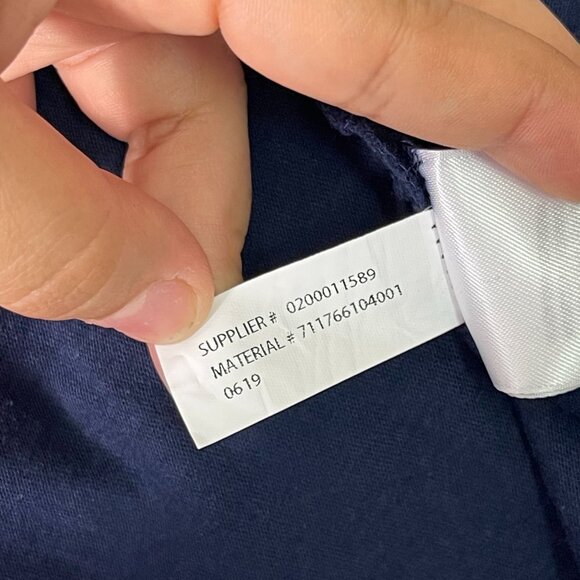 SUPPLIER # 0200011589
MATERIAL # 711766104001
0619